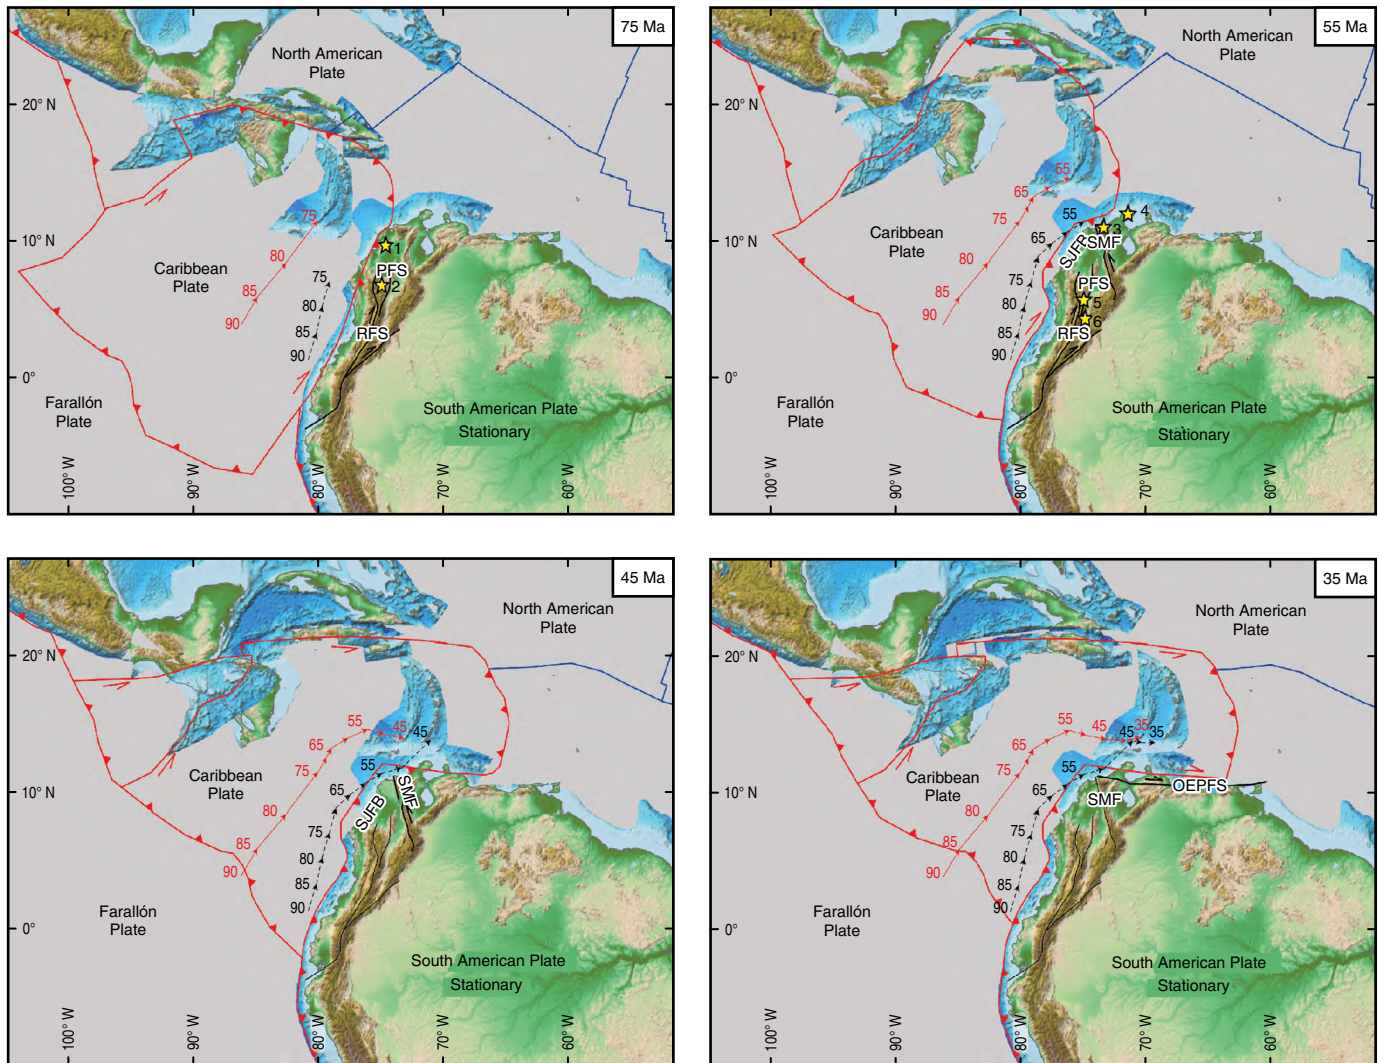 75 Ma
North American
Plate
20° N
75
10° N
1
80
Caribbean
Plate
PFS
75
2
85
80
90
RFS
85
90
0°
Farallón
Plate
South American Plate
Stationary
100° W
90° W
80° W
70° W
60° W
55 Ma
North American
Plate
20° N
55
65
55
4
3
75
Caribbean
Plate
SMF
10° N
65
SJFB
80
75
PFS
85
80
5
90
6
85
RFS
90
0°
Farallón
Plate
South American Plate
Stationary
100° W
90° W
80° W
70° W
60° W
45 Ma
North American
Plate
20° N
55
45
45
65
75
55
Caribbean
Plate
10° N
65
SMF
80
SJFB
75
85
80
90
85
90
Farallón
Plate
0°
South American Plate
Stationary
100° W
90° W
80° W
70° W
60° W
35 Ma
North American
Plate
20° N
55
45
35
45
35
65
75
55
Caribbean
Plate
OEPFS
10° N
65
SMF
80
75
85
80
90
85
90
Farallón
Plate
0°
South American Plate
Stationary
100° W
90° W
80° W
70° W
60° W